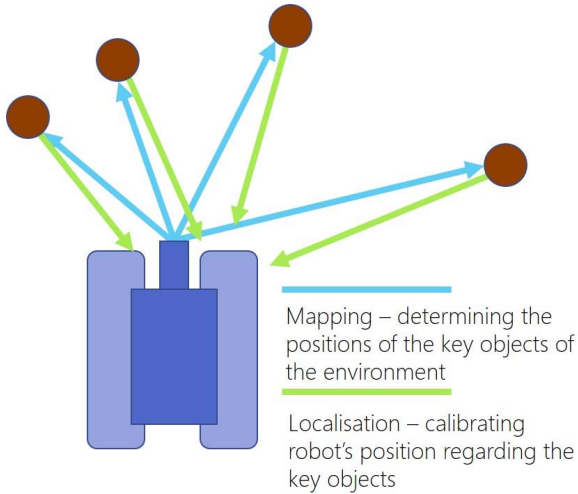 Mapping – determining the
positions of the key objects of
the environment
Localisation – calibrating
robot's position regarding the
key objects